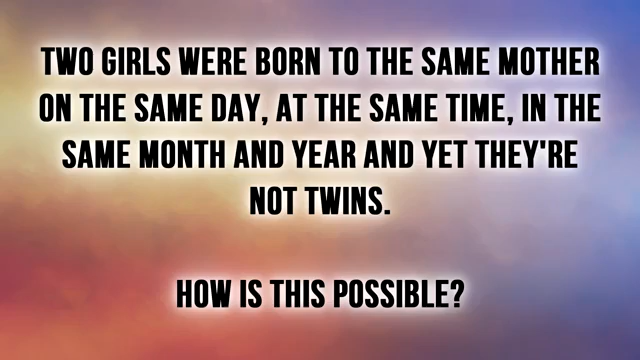 TWO GIRLS WERE BORN TO THE SAME MOTHER
ON THE SAME DAY, AT THE SAME TIME, IN THE
SAME MONTH AND YEAR AND YET THEY'RE
NOT TWINS.
HOW IS THIS POSSIBLE?